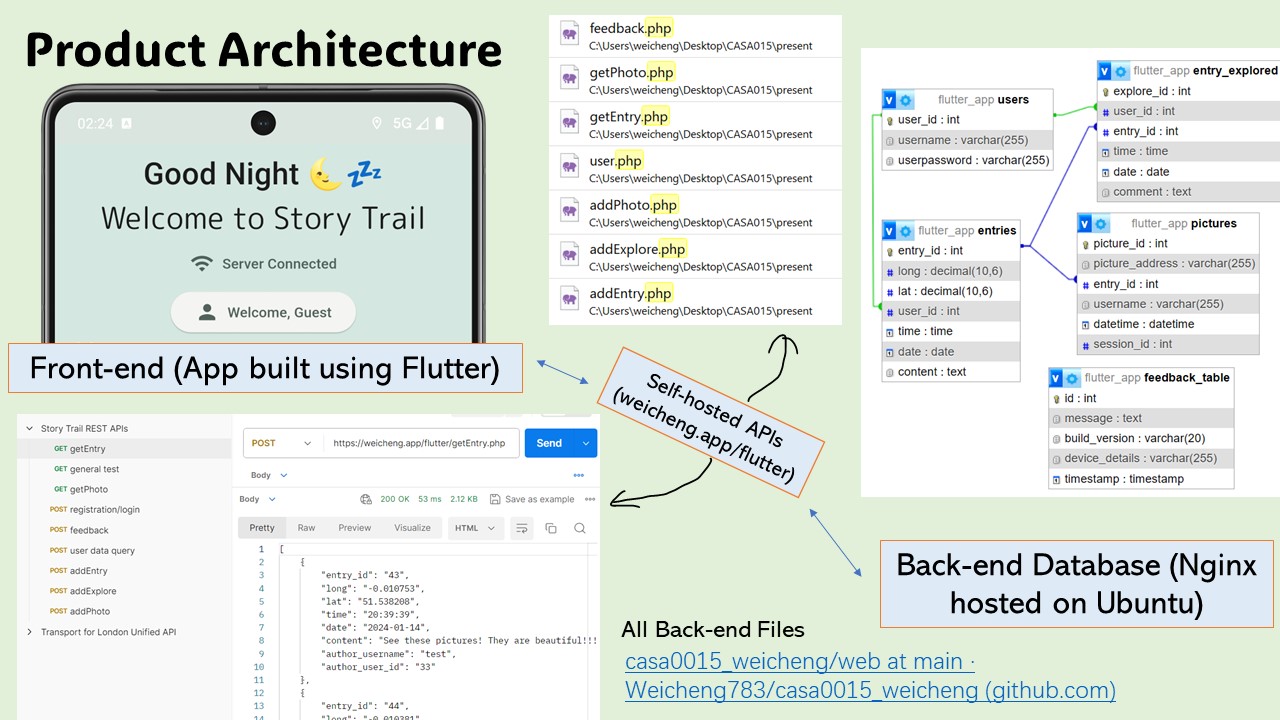 Product Architecture
02:24
5G
Good Night
Welcome to Story Trail
Server Connected
Welcome, Guest
Front-end (App built using Flutter)
feedback.php
C:\Users\weicheng\Desktop\CASA015\present
getPhoto.php
C:\Users\weicheng\Desktop\CASA015\present
getEntry.php
C:\Users\weicheng\Desktop\CASA015\present
user.php
C:\Users\weicheng\Desktop\CASA015\present
addPhoto.php
C:\Users\weicheng\Desktop\CASA015\present
addExplore.php
C:\Users\weicheng\Desktop\CASA015\present
addEntry.php
C:\Users\weicheng\Desktop\CASA015\present
flutter_app users
user_id : int
username : varchar(255)
userpassword : varchar(255)
flutter_app entry_explored
explore_id : int
user_id : int
entry_id : int
time : time
date : date
comment : text
flutter_app entries
entry_id : int
long : decimal(10,6)
lat : decimal(10,6)
user_id : int
time : time
date : date
content : text
flutter_app pictures
picture_id : int
picture_address : varchar(255)
entry_id : int
username : varchar(255)
datetime : datetime
session_id : int
flutter_app feedback_table
id : int
message : text
build_version : varchar(20)
device_details : varchar(255)
timestamp : timestamp
Self-hosted APIs
(weicheng.app/flutter)
Story Trail REST APIs
GET getEntry
GET general test
GET getPhoto
POST registration/login
POST feedback
POST user data query
POST addEntry
POST addExplore
POST addPhoto
Transport for London Unified API
POST https://weicheng.app/flutter/getEntry.php Send
Body
Body 200 OK 53 ms 2.12 KB Save as example
Pretty Raw Preview Visualize HTML
1 [
2 {
3 "entry_id": "43",
4 "long": "-0.010753",
5 "lat": "51.538208",
6 "time": "20:39:39",
7 "date": "2024-01-14",
8 "content": "See these pictures! They are beautiful!!!
9 "author_username": "test",
10 "author_user_id": "33"
11 },
12 {
13 "entry_id": "44",
14 "long": "-0.010381"
Back-end Database (Nginx
hosted on Ubuntu)
All Back-end Files
casa0015_weicheng/web at main ·
Weicheng783/casa0015_weicheng (github.com)